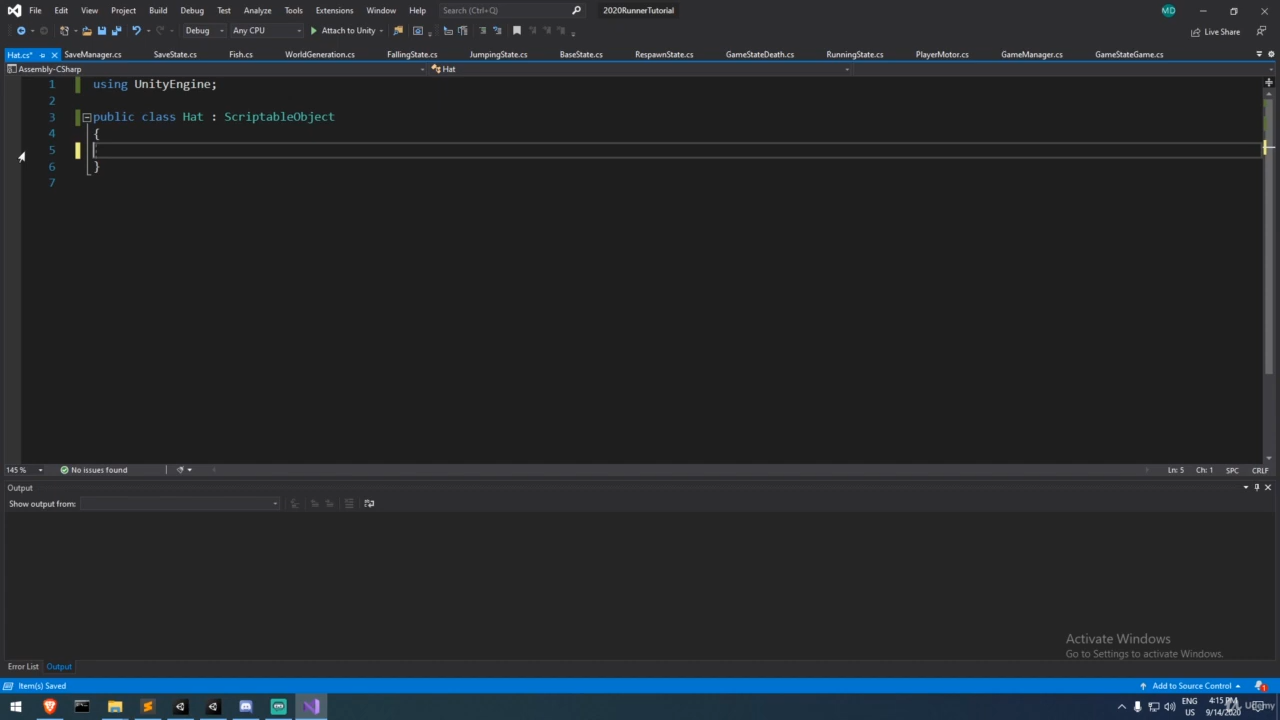 File Edit View Project Build Debug Test Analyze Tools Extensions Window Help Search (Ctrl+Q) 2020RunnerTutorial MD
Debug Any CPU Attach to Unity Live Share
Hat.cs* SaveManager.cs SaveState.cs Fish.cs WorldGeneration.cs FallingState.cs JumpingState.cs BaseState.cs RespawnState.cs GameStateDeath.cs RunningState.cs PlayerMotor.cs GameManager.cs GameStateGame.cs
Assembly-CSharp Hat
1 using UnityEngine;
2
3 public class Hat : ScriptableObject
4 {
5
6 }
7
145 % No issues found Ln: 5 Ch: 1 SPC CRLF
Output
Show output from:
Activate Windows
Go to Settings to activate Windows.
Error List Output
Item(s) Saved Add to Source Control 1
ENG 4:15 PM
US 9/14/2020
Udemy